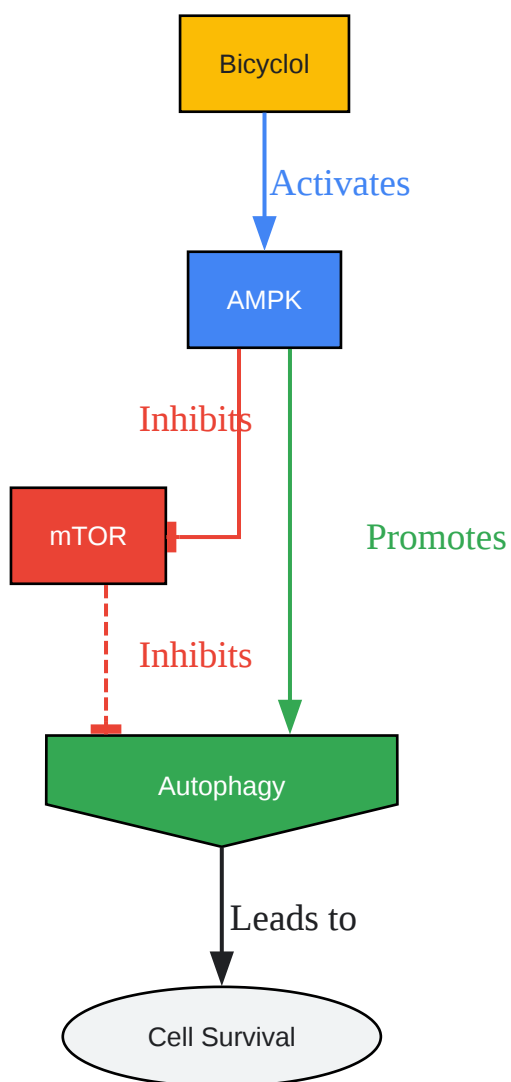 Bicyclol
Activates
AMPK
Inhibits
mTOR
Promotes
Inhibits
Autophagy
Leads to
Cell Survival